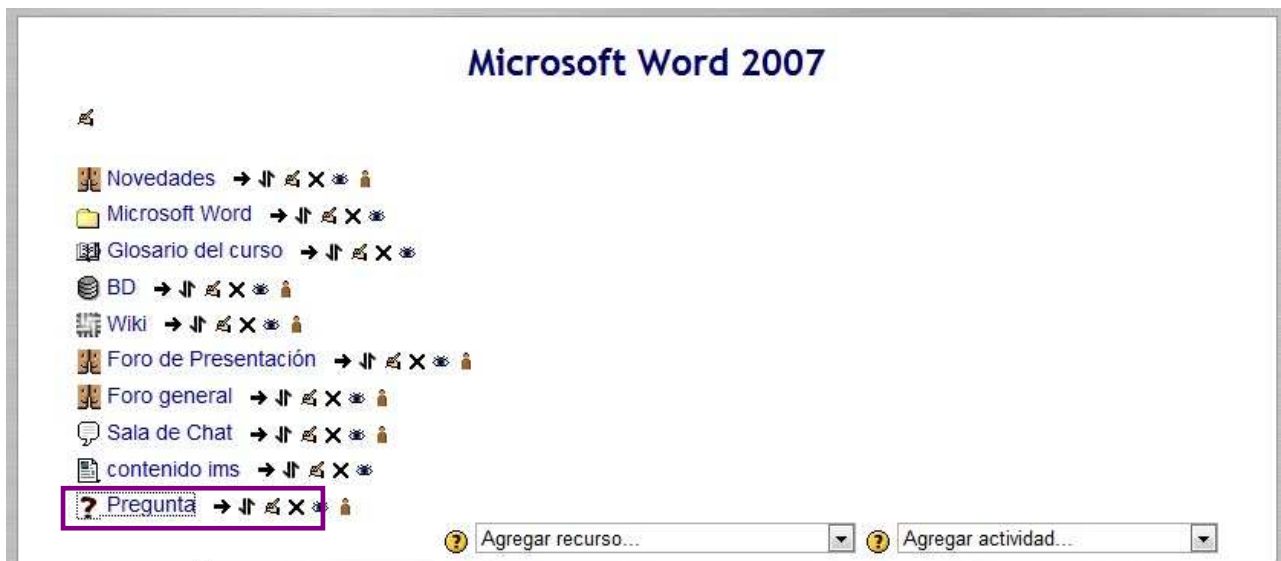 Microsoft Word 2007
Novedades
Microsoft Word
Glosario del curso
BD
Wiki
Foro de Presentación
Foro general
Sala de Chat
contenido ims
? Pregunta
? Agregar recurso... ? Agregar actividad...